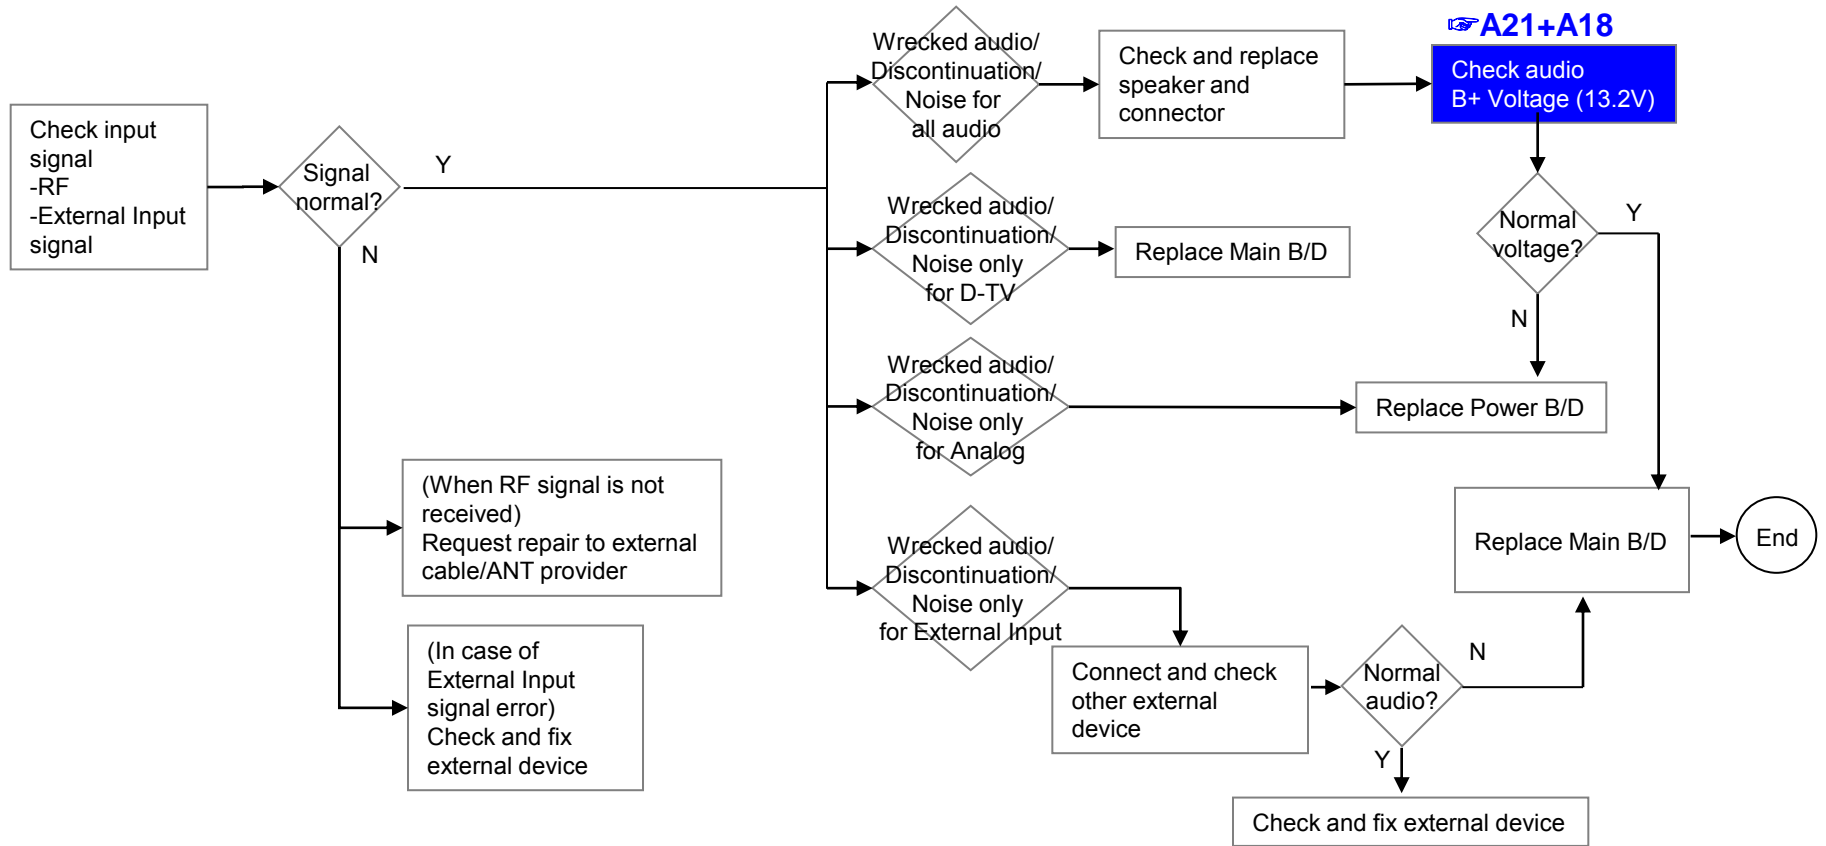 Check input
signal
-RF
-External Input
signal
Signal
normal?
Y
N
(When RF signal is not
received)
Request repair to external
cable/ANT provider
(In case of
External Input
signal error)
Check and fix
external device
Wrecked audio/
Discontinuation/
Noise for
all audio
Check and replace
speaker and
connector
☞A21+A18
Check audio
B+ Voltage (13.2V)
Normal
voltage?
Y
N
Wrecked audio/
Discontinuation/
Noise only
for D-TV
Replace Main B/D
Wrecked audio/
Discontinuation/
Noise only
for Analog
Replace Power B/D
Wrecked audio/
Discontinuation/
Noise only
for External Input
Connect and check
other external
device
Normal
audio?
N
Y
Replace Main B/D
End
Check and fix external device